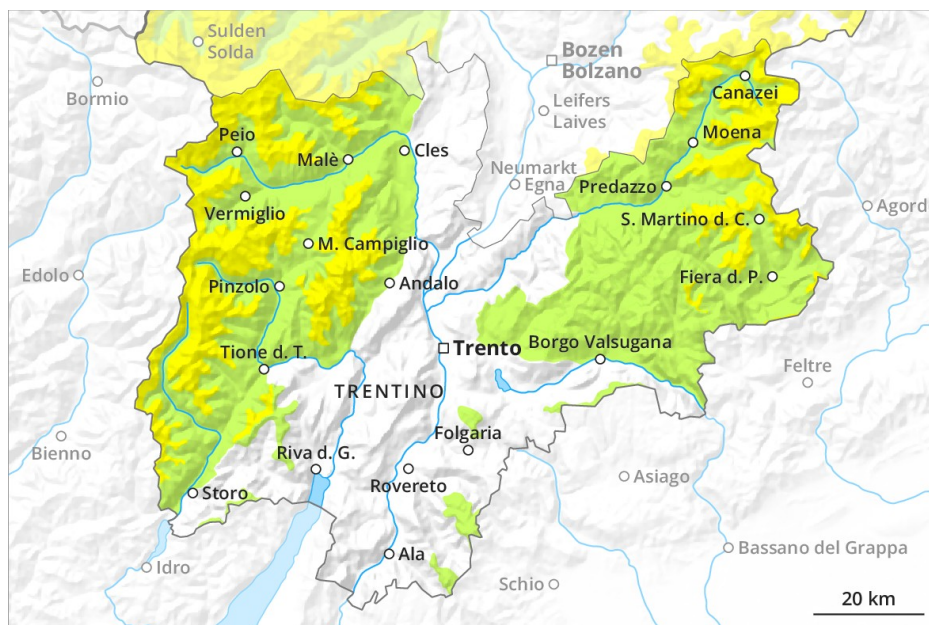 Sulden
Solda
Bozen
Bolzano
Bormio
Canazei
Leifers
Laives
Peio
Moena
Malè
Cles
Neumarkt
Egna
Predazzo
Vermiglio
S. Martino d. C.
Agord
M. Campiglio
Edolo
Pinzolo
Andalo
Fiera d. P.
Trento
Borgo Valsugana
Tione d. T.
Feltre
TRENTINO
Folgaria
Bienno
Riva d. G.
Asiago
Rovereto
Storo
Ala
Bassano del Grappa
Idro
Schio
20 km